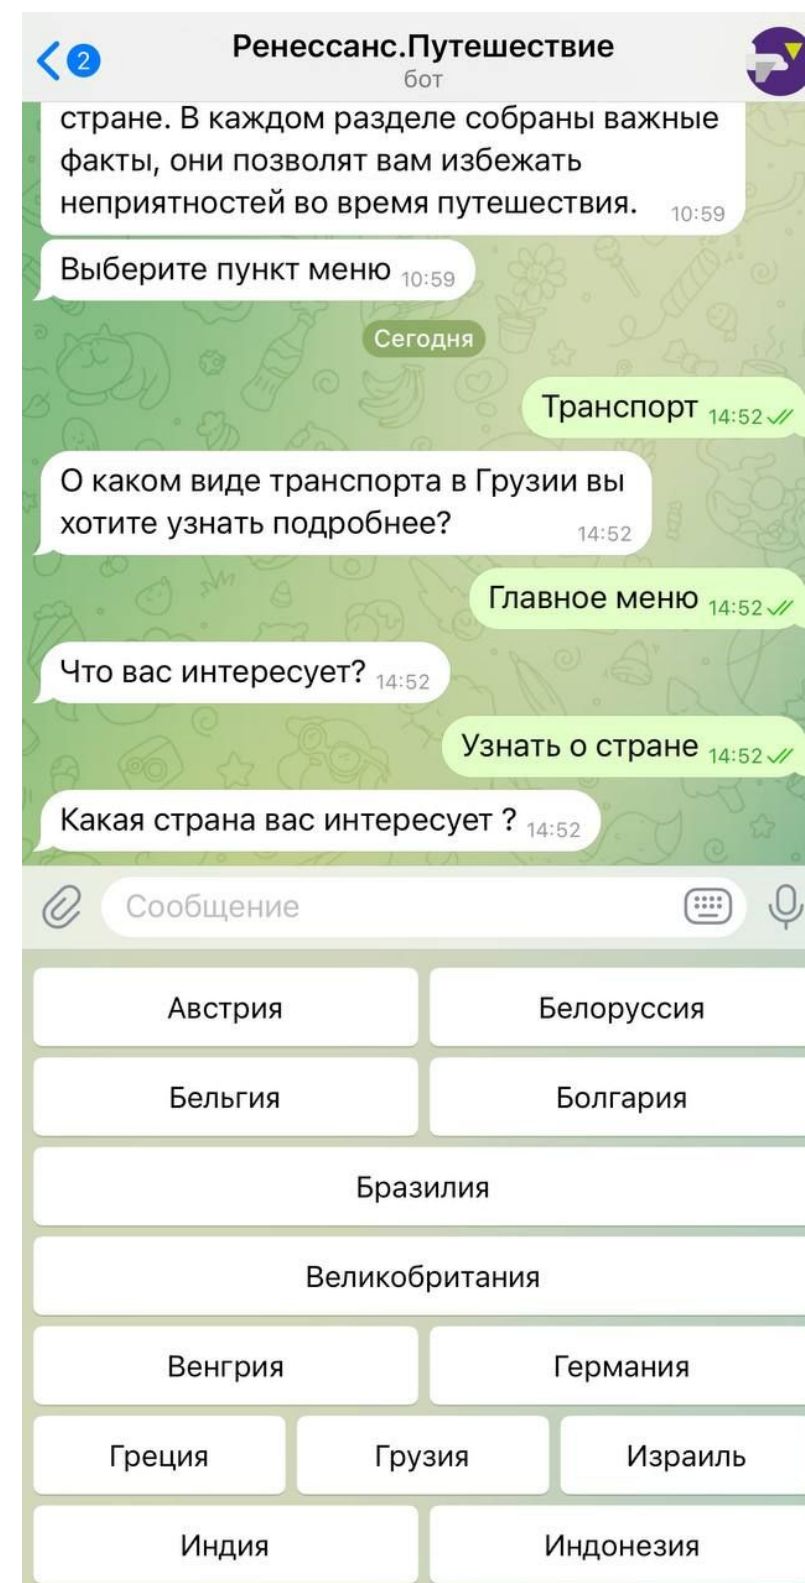 2
Ренессанс.Путешествие
бот
стране. В каждом разделе собраны важные
факты, они позволят вам избежать
неприятностей во время путешествия. 10:59
Выберите пункт меню 10:59
Сегодня
Транспорт 14:52
О каком виде транспорта в Грузии вы
хотите узнать подробнее? 14:52
Главное меню 14:52
Что вас интересует? 14:52
Узнать о стране 14:52
Какая страна вас интересует ? 14:52
Сообщение
Австрия Белоруссия
Бельгия Болгария
Бразилия
Великобритания
Венгрия Германия
Греция Грузия Израиль
Индия Индонезия